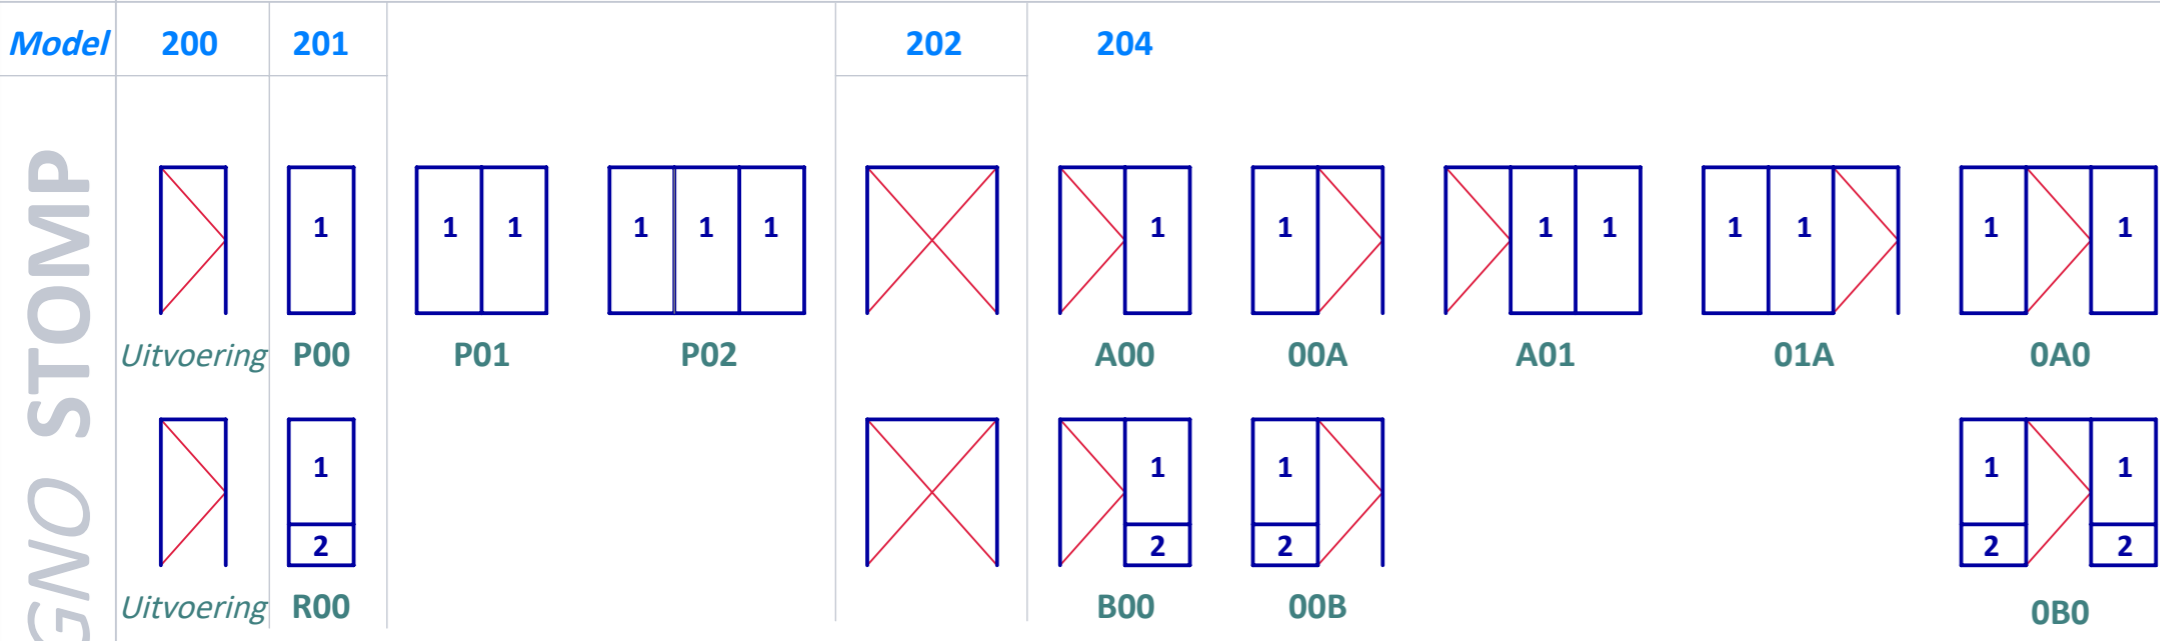 Model 200 201 202 204
GNO STOMP
1 1 1 1 1 1 1 1 1 1 1 1 1 1
Uitvoering P00 P01 P02 A00 00A A01 01A 0A0
1 1 1 1 1
2 2 2 2 2
Uitvoering R00 B00 00B 0B0